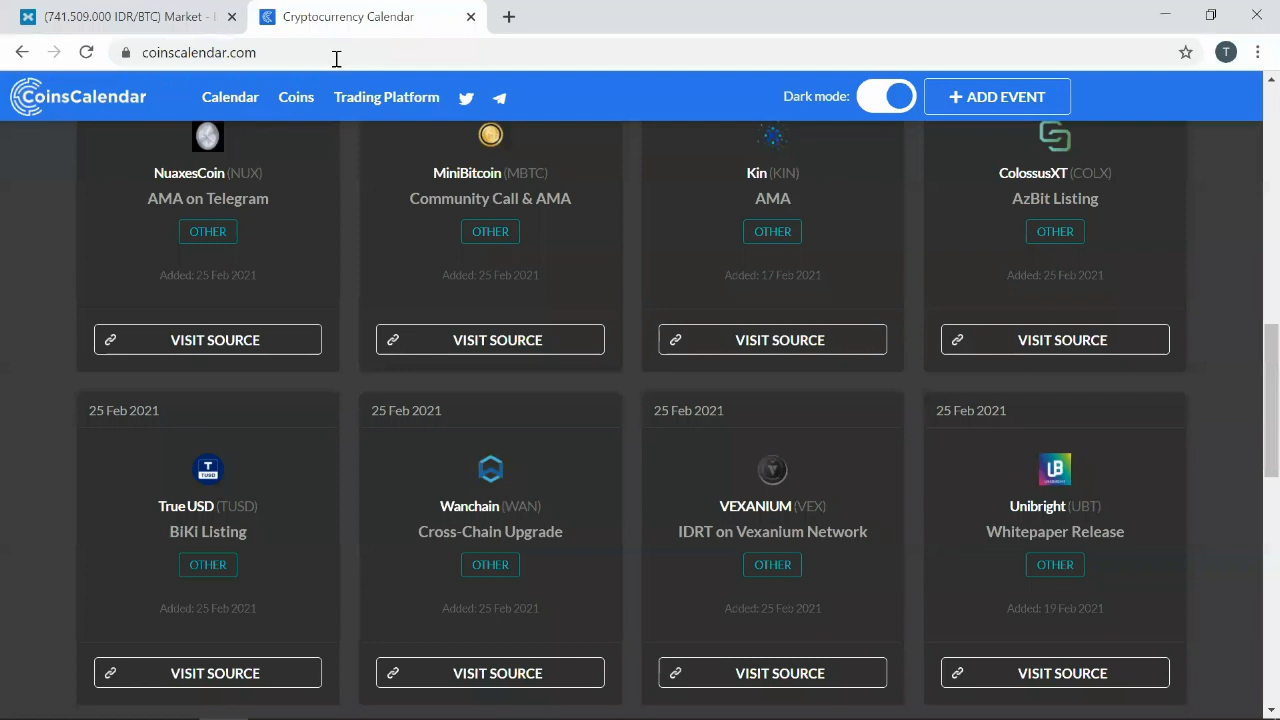 (741.509.000 IDR/BTC) Market -
Cryptocurrency Calendar
coinscalendar.com
T
CoinsCalendar
Calendar
Coins
Trading Platform
Dark mode:
+ ADD EVENT
NuaxesCoin (NUX)
MiniBitcoin (MBTC)
Kin (KIN)
ColossusXT (COLX)
AMA on Telegram
Community Call & AMA
AMA
AzBit Listing
OTHER
OTHER
OTHER
OTHER
Added: 25 Feb 2021
Added: 25 Feb 2021
Added: 17 Feb 2021
Added: 25 Feb 2021
VISIT SOURCE
VISIT SOURCE
VISIT SOURCE
VISIT SOURCE
25 Feb 2021
25 Feb 2021
25 Feb 2021
25 Feb 2021
T
TUSD
UB
True USD (TUSD)
Wanchain (WAN)
VEXANIUM (VEX)
Unibright (UBT)
BiKi Listing
Cross-Chain Upgrade
IDRT on Vexanium Network
Whitepaper Release
OTHER
OTHER
OTHER
OTHER
Added: 25 Feb 2021
Added: 25 Feb 2021
Added: 25 Feb 2021
Added: 19 Feb 2021
VISIT SOURCE
VISIT SOURCE
VISIT SOURCE
VISIT SOURCE